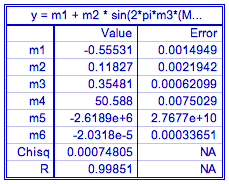 y = m1 + m2 * sin(2*pi*m3*(M...
Value Error
m1 -0.55531 0.0014949
m2 0.11827 0.0021942
m3 0.35481 0.00062099
m4 50.588 0.0075029
m5 -2.6189e+6 2.7677e+10
m6 -2.0318e-5 0.00033651
Chisq 0.00074805 NA
R 0.99851 NA